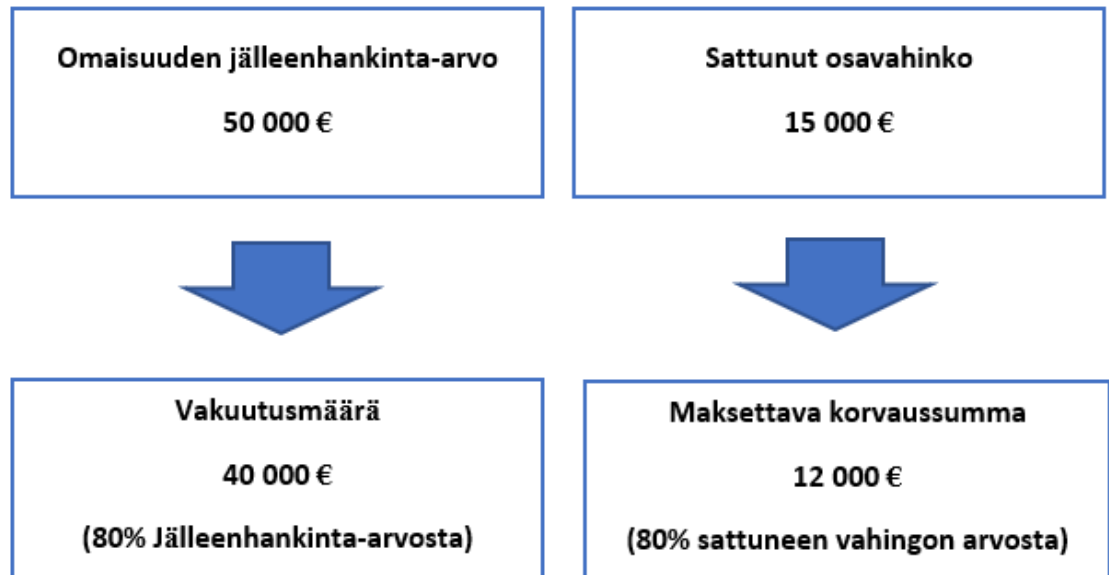 Omaisuuden jälleenhankinta-arvo
50 000 €
Sattunut osavahinko
15 000 €
Vakuutusmäärä
40 000 €
(80% Jälleenhankinta-arvosta)
Maksettava korvaussumma
12 000 €
(80% sattuneen vahingon arvosta)